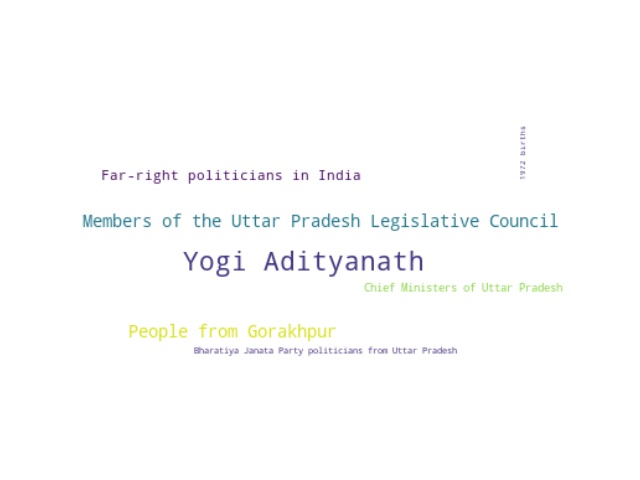 1972 births
Far-right politicians in India
Members of the Uttar Pradesh Legislative Council
Yogi Adityanath
Chief Ministers of Uttar Pradesh
People from Gorakhpur
Bharatiya Janata Party politicians from Uttar Pradesh